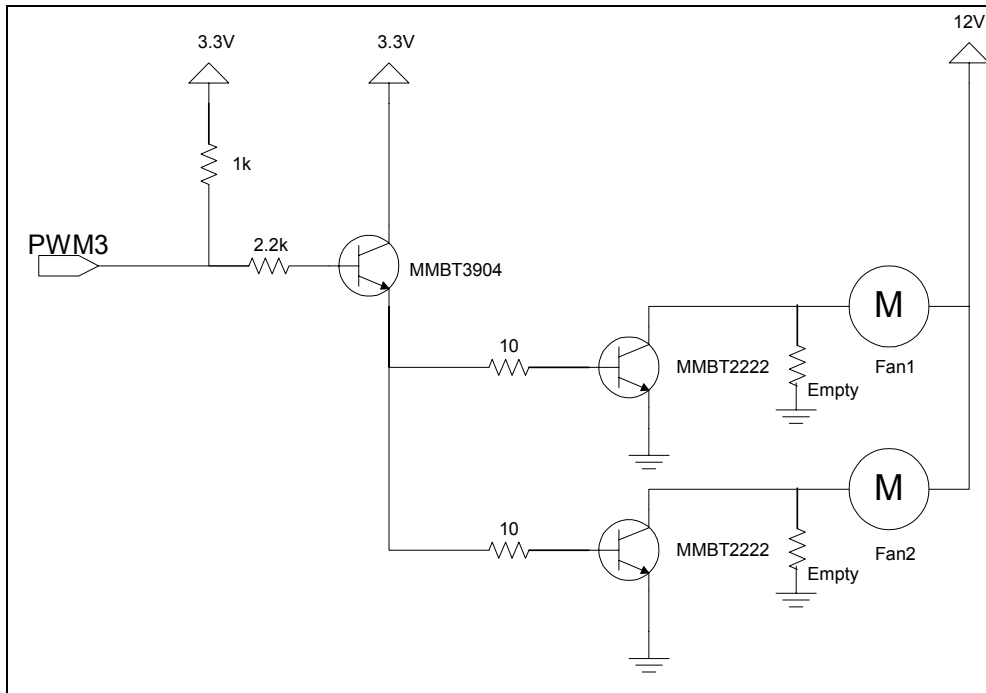 12V
3.3V
3.3V
1k
PWM3
2.2k
MMBT3904
M
10
MMBT2222
Fan1
Empty
M
10
MMBT2222
Fan2
Empty